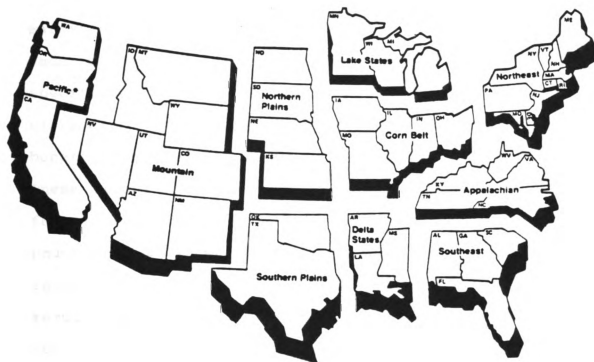 WA
OR
Pacific*
CA
ID
MT
WY
NV
UT
CO
Mountain
AZ
NM
ND
SD
Northern
Plains
NE
KS
OK
TX
Southern Plains
MN
WI
MI
Lake States
IA
MO
IL
IN
OH
Corn Belt
AR
Delta
States
MS
LA
ME
NY
VT
NH
Northeast
MA
CT
RI
PA
NJ
MD
DE
WV
VA
KY
Appalachian
TN
NC
AL
GA
SC
Southeast
FL